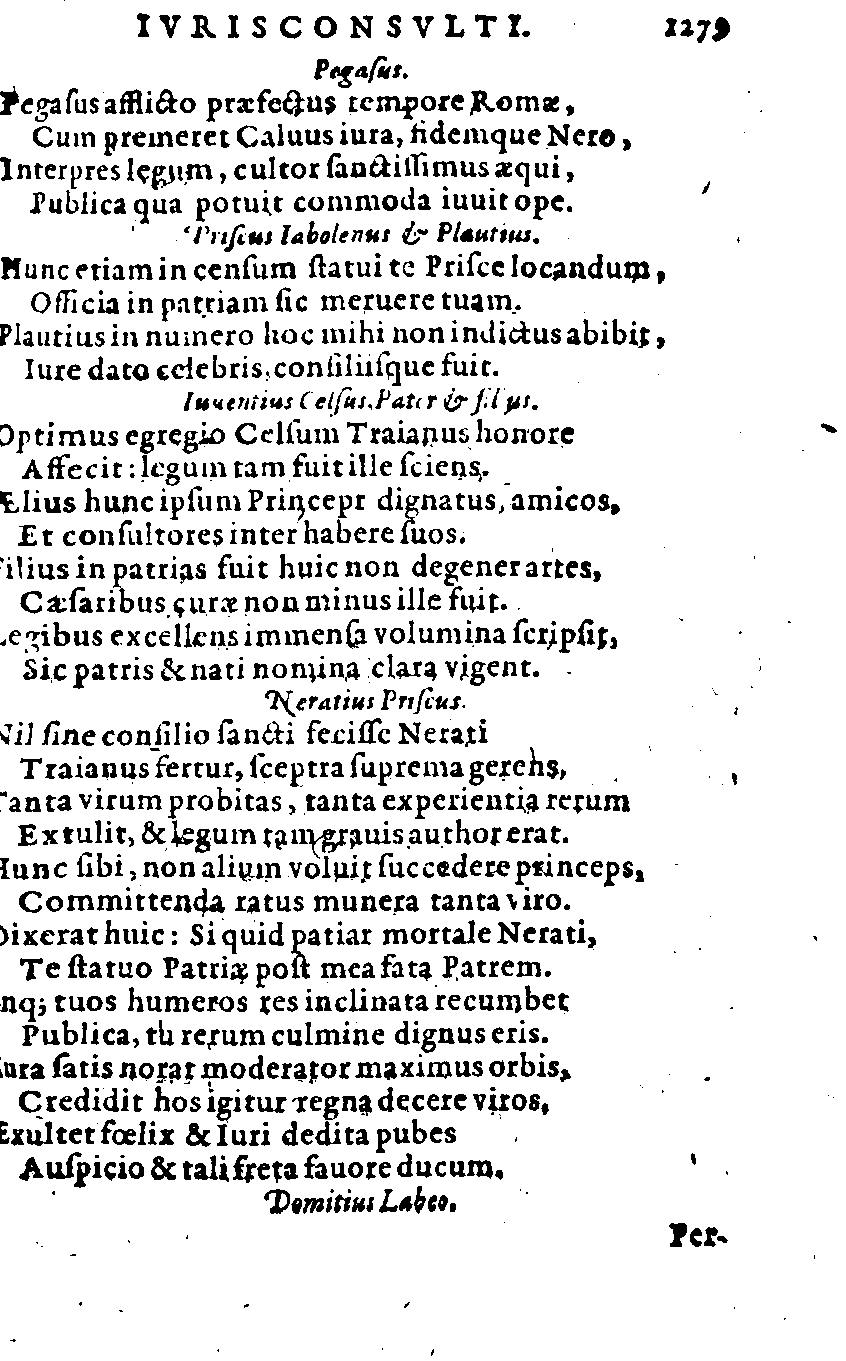 IVRISCONSVLTI. 1279
Pegaſus.
Pegaſus afflicto præfectus tempore Romæ,
Cum premeret Caluus iura, fidemque Nero,
Interpres legum, cultor ſanctiſſimus æqui,
Publica qua potuit commoda iuuit ope.
Priſcus Iabolenus & Plautius.
Nunc etiam in cenſum ſtatui te Priſce locandum,
Officia in patriam ſic meruere tuam.
Plautius in numero hoc mihi non indictus abibit,
Iure dato celebris, conſiliiſque fuit.
Iuuentius Celſus, Pater & filius.
Optimus egregio Celſum Traianus honore
Affecit: legum tam fuit ille ſciens.
Ælius hunc ipſum Princepr dignatus, amicos,
Et conſultores inter habere ſuos.
Filius in patrias fuit huic non degener artes,
Cæſaribus curæ non minus ille fuit.
Legibus excellens immenſa volumina ſcripſit,
Sic patris & nati nomina clara vigent.
Neratius Priſcus.
Nil ſine conſilio ſancti feciſſe Nerati
Traianus fertur, ſceptra ſuprema gerens,
Tanta virum probitas, tanta experientia rerum
Extulit, & legum tam grauis author erat.
Hunc ſibi, non alium voluit ſuccedere princeps,
Committenda ratus munera tanta viro.
Dixerat huic: Si quid patiar mortale Nerati,
Te ſtatuo Patriæ poſt mea fata Patrem.
Inq; tuos humeros res inclinata recumbet
Publica, tu rerum culmine dignus eris.
Iura ſatis norat moderator maximus orbis,
Credidit hos igitur regna decere viros,
Exultet fœlix & Iuri dedita pubes
Auſpicio & tali freta fauore ducum.
Domitius Labeo.
Per-